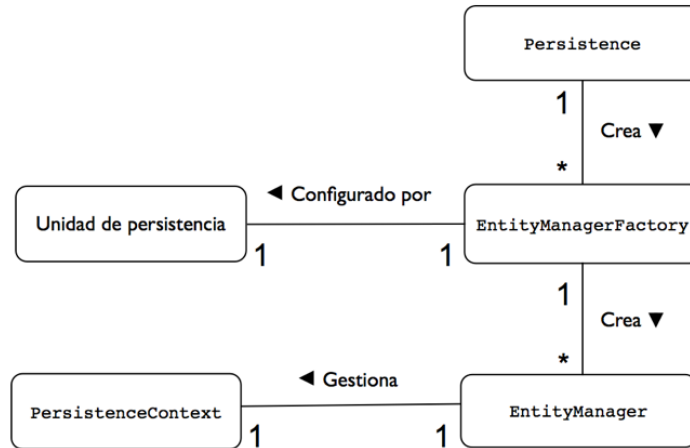 Persistence
1
Crea ▼
*
◄ Configurado por
Unidad de persistencia
EntityManagerFactory
1
1
1
Crea ▼
*
◄ Gestiona
PersistenceContext
EntityManager
1
1